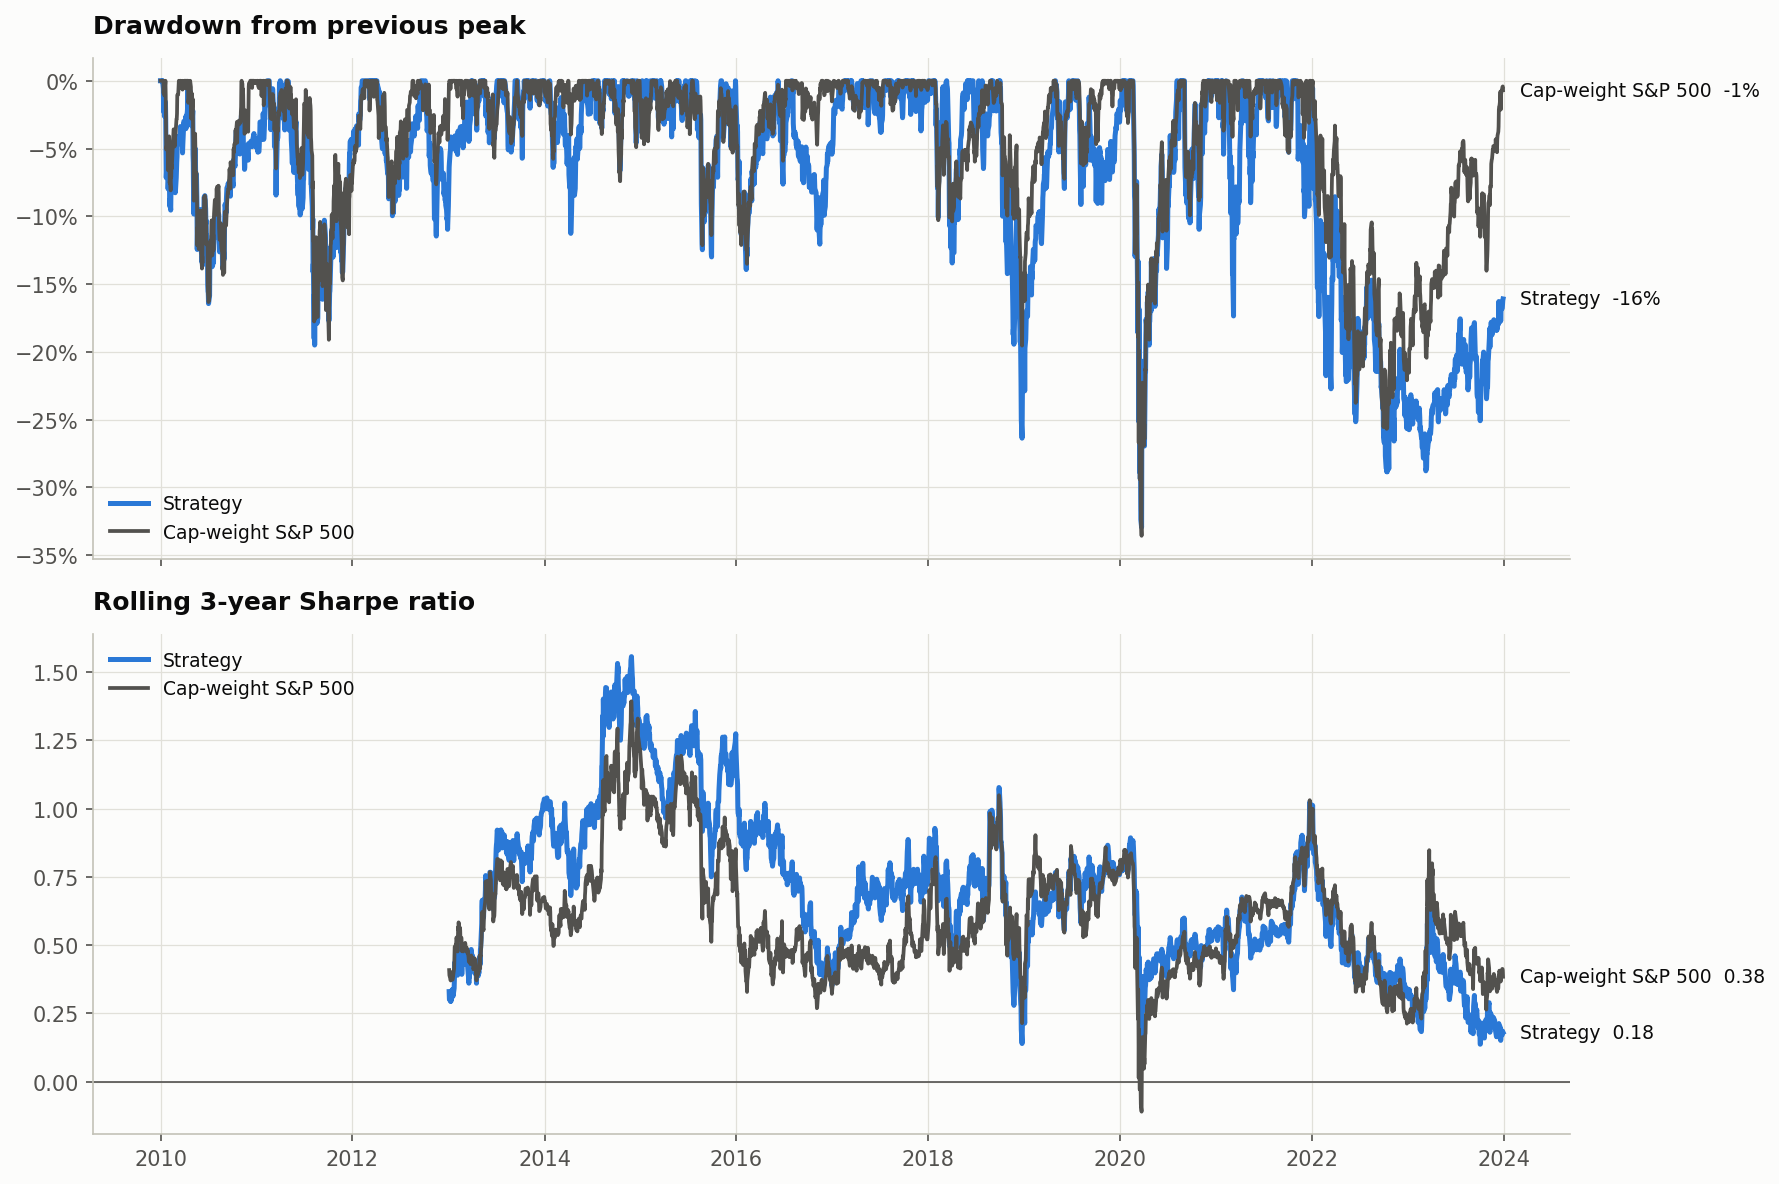 Drawdown from previous peak
0%
−5%
−10%
−15%
−20%
−25%
−30%
−35%
Cap-weight S&P 500  -1%
Strategy  -16%
Strategy
Cap-weight S&P 500
Rolling 3-year Sharpe ratio
Strategy
Cap-weight S&P 500
1.50
1.25
1.00
0.75
0.50
0.25
0.00
Cap-weight S&P 500  0.38
Strategy  0.18
2010 2012 2014 2016 2018 2020 2022 2024